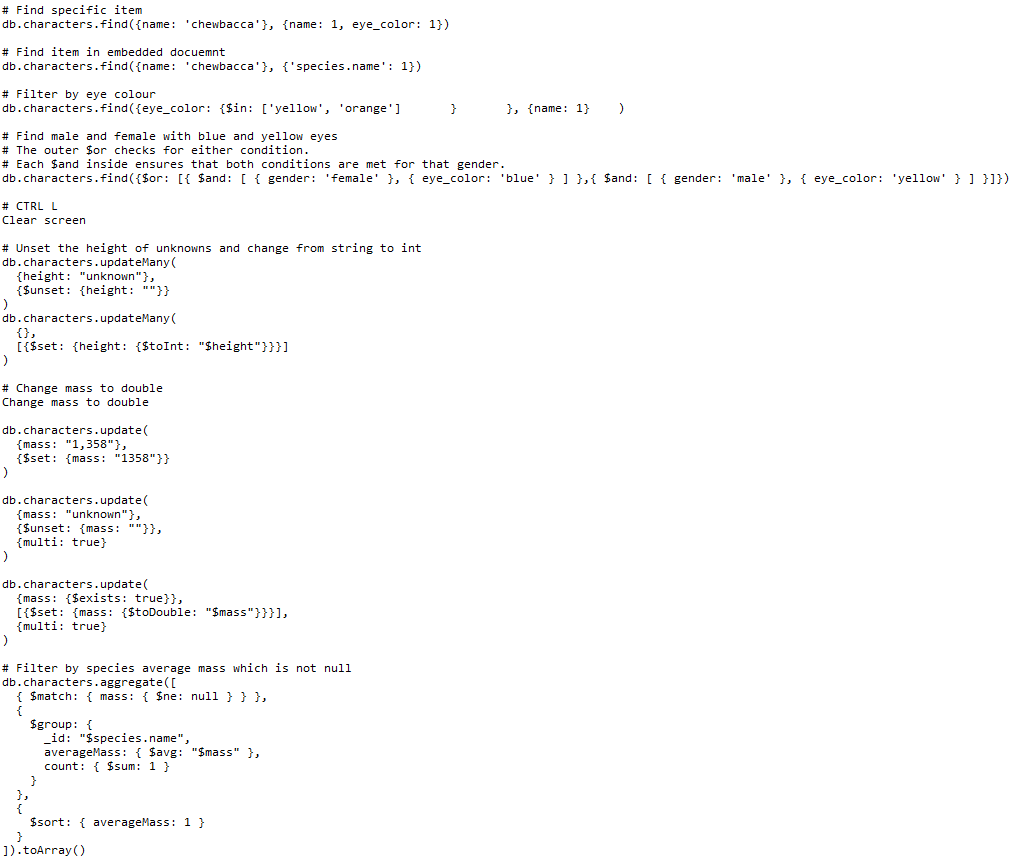 # Find specific item
db.characters.find({name: 'chewbacca'}, {name: 1, eye_color: 1})

# Find item in embedded docuemnt
db.characters.find({name: 'chewbacca'}, {'species.name': 1})

# Filter by eye colour
db.characters.find({eye_color: {$in: ['yellow', 'orange']       }       }, {name: 1}    )

# Find male and female with blue and yellow eyes
# The outer $or checks for either condition.
# Each $and inside ensures that both conditions are met for that gender.
db.characters.find({$or: [{ $and: [ { gender: 'female' }, { eye_color: 'blue' } ] },{ $and: [ { gender: 'male' }, { eye_color: 'yellow' } ] }]})

# CTRL L
Clear screen

# Unset the height of unknowns and change from string to int
db.characters.updateMany(
  {height: "unknown"},
  {$unset: {height: ""}}
)
db.characters.updateMany(
  {},
  [{$set: {height: {$toInt: "$height"}}}]
)

# Change mass to double
Change mass to double

db.characters.update(
  {mass: "1,358"},
  {$set: {mass: "1358"}}
)

db.characters.update(
  {mass: "unknown"},
  {$unset: {mass: ""}},
  {multi: true}
)

db.characters.update(
  {mass: {$exists: true}},
  [{$set: {mass: {$toDouble: "$mass"}}}],
  {multi: true}
)

# Filter by species average mass which is not null
db.characters.aggregate([
  { $match: { mass: { $ne: null } } },
  {
    $group: {
      _id: "$species.name",
      averageMass: { $avg: "$mass" },
      count: { $sum: 1 }
    }
  },
  {
    $sort: { averageMass: 1 }
  }
]).toArray()